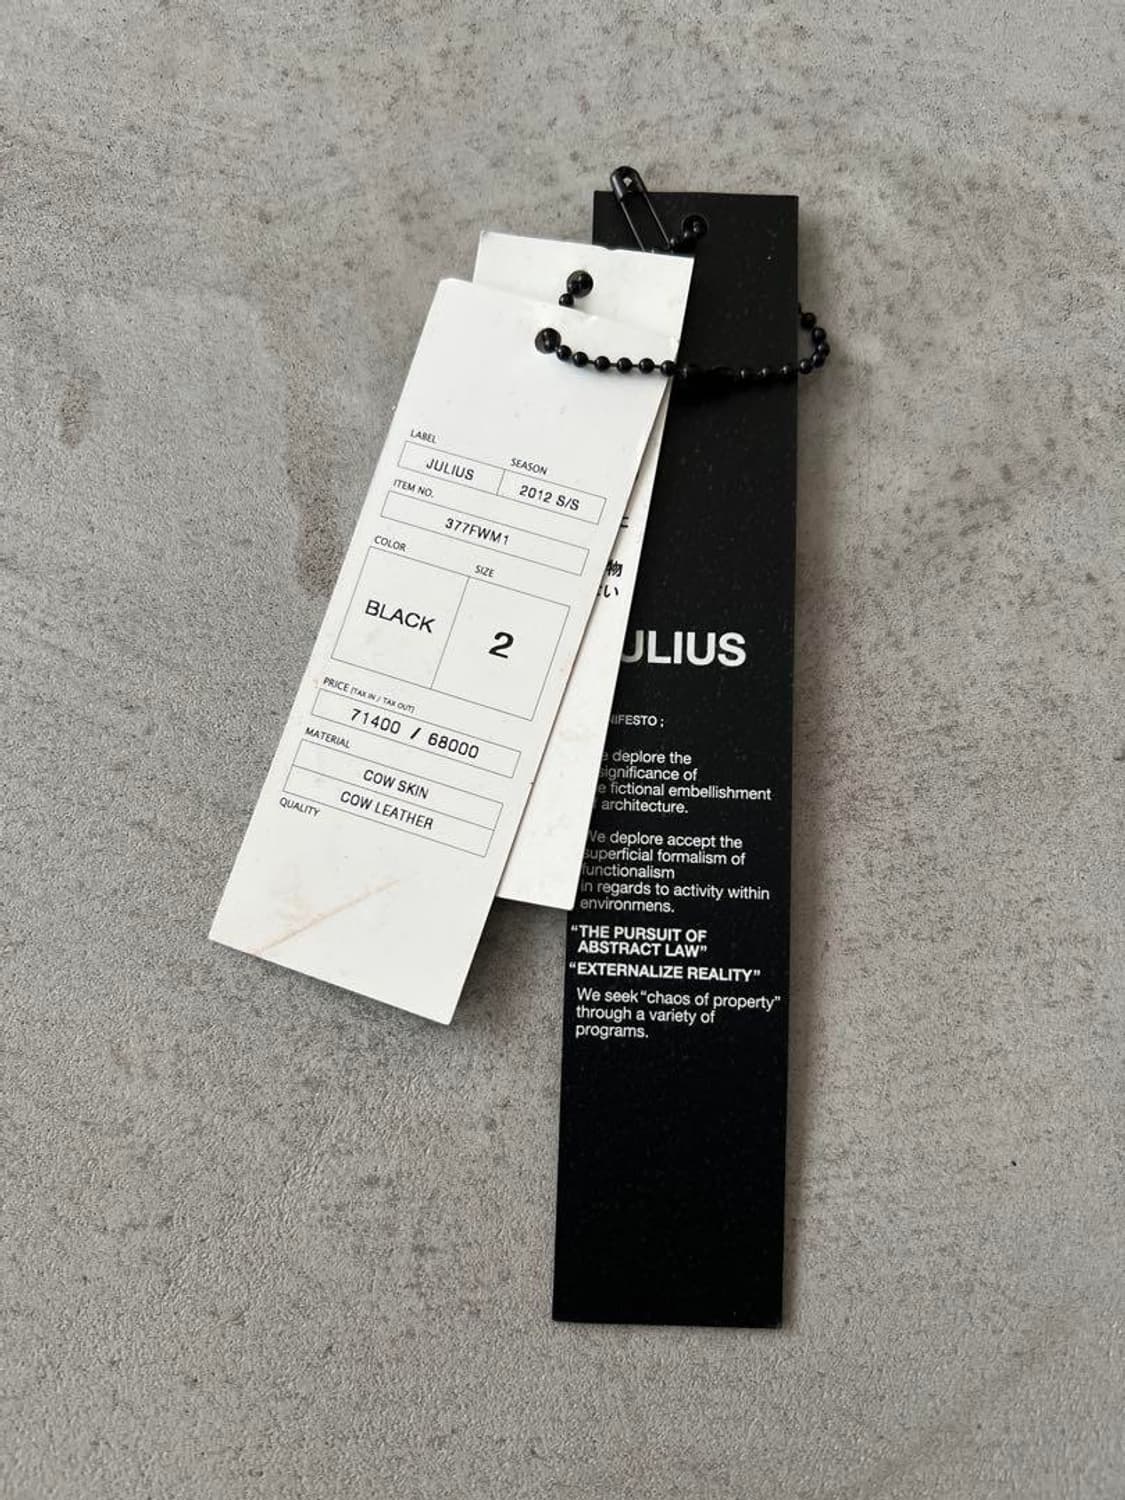 LABEL
SEASON
JULIUS
2012 S/S
ITEM NO.
377FWM1
COLOR
SIZE
BLACK
2
PRICE [TAX IN / TAX OUT]
71400 / 68000
MATERIAL
COW SKIN
COW LEATHER
QUALITY
物
い
ULIUS
NIFESTO ;
deplore the
significance of
fictional embellishment
architecture.
We deplore accept the
superficial formalism of
functionalism
in regards to activity within
environmens.
“THE PURSUIT OF
ABSTRACT LAW”
“EXTERNALIZE REALITY”
We seek “chaos of property”
through a variety of
programs.